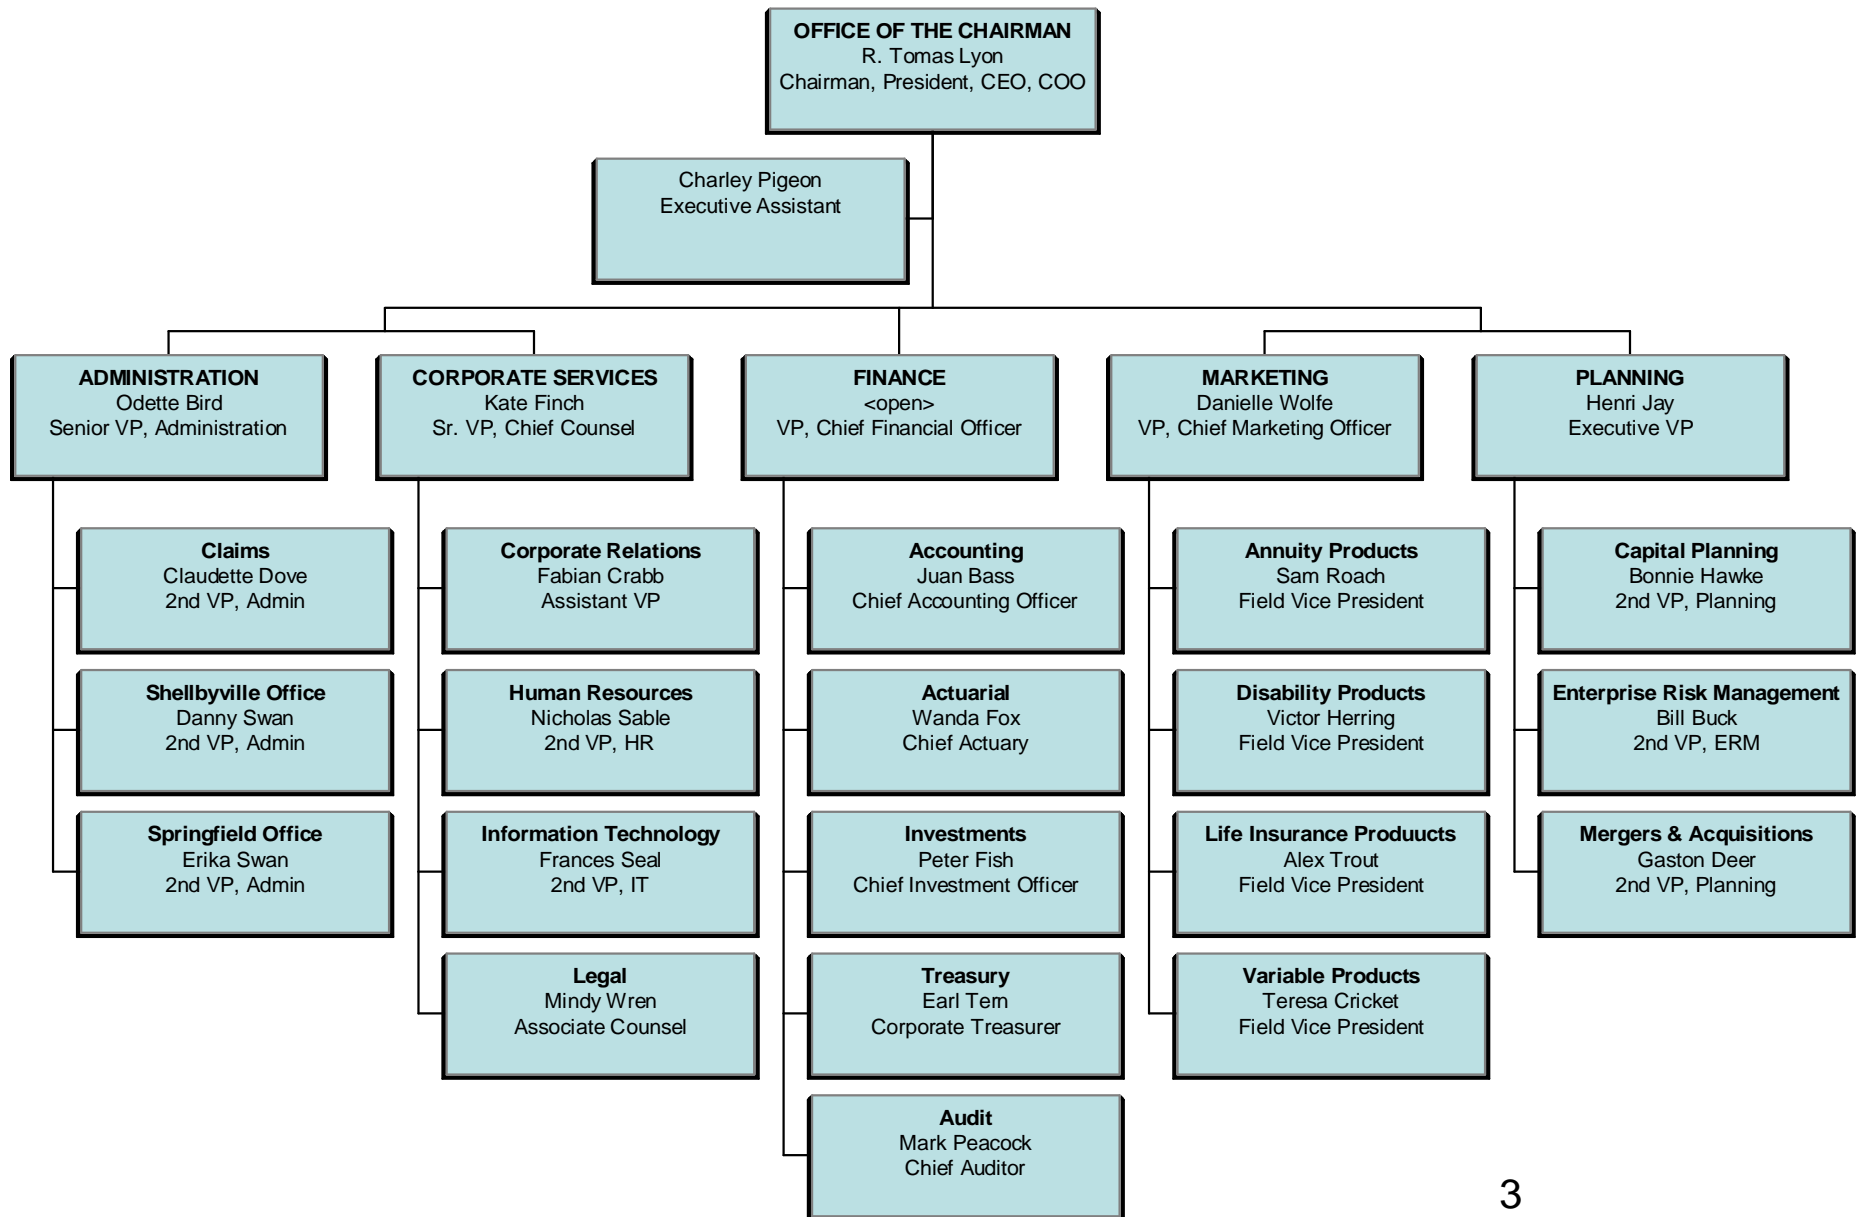 OFFICE OF THE CHAIRMAN
R. Tomas Lyon
Chairman, President, CEO, COO
Charley Pigeon
Executive Assistant
ADMINISTRATION
Odette Bird
Senior VP, Administration
CORPORATE SERVICES
Kate Finch
Sr. VP, Chief Counsel
FINANCE
<open>
VP, Chief Financial Officer
MARKETING
Danielle Wolfe
VP, Chief Marketing Officer
PLANNING
Henri Jay
Executive VP
Claims
Claudette Dove
2nd VP, Admin
Shellbyville Office
Danny Swan
2nd VP, Admin
Springfield Office
Erika Swan
2nd VP, Admin
Corporate Relations
Fabian Crabb
Assistant VP
Human Resources
Nicholas Sable
2nd VP, HR
Information Technology
Frances Seal
2nd VP, IT
Legal
Mindy Wren
Associate Counsel
Accounting
Juan Bass
Chief Accounting Officer
Actuarial
Wanda Fox
Chief Actuary
Investments
Peter Fish
Chief Investment Officer
Treasury
Earl Tern
Corporate Treasurer
Audit
Mark Peacock
Chief Auditor
Annuity Products
Sam Roach
Field Vice President
Disability Products
Victor Herring
Field Vice President
Life Insurance Produucts
Alex Trout
Field Vice President
Variable Products
Teresa Cricket
Field Vice President
Capital Planning
Bonnie Hawke
2nd VP, Planning
Enterprise Risk Management
Bill Buck
2nd VP, ERM
Mergers & Acquisitions
Gaston Deer
2nd VP, Planning
3